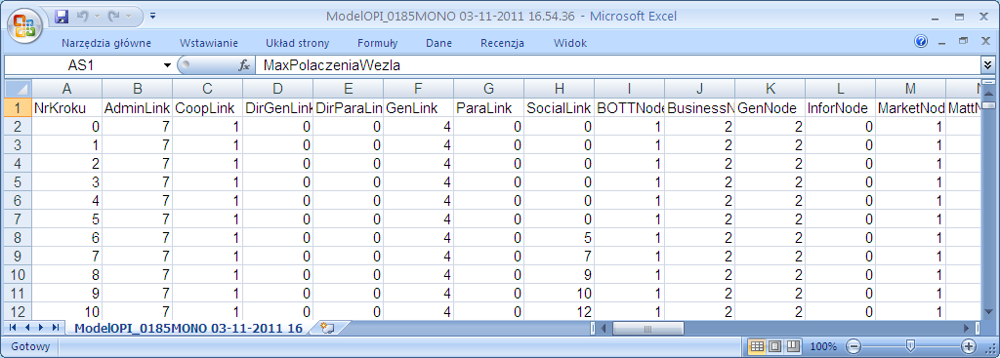 ModelOPI_0185MONO 03-11-2011 16.54.36 - Microsoft Excel
Narzędzia główne Wstawianie Układ strony Formuły Dane Recenzja Widok
AS1 fx MaxPolaczeniaWezla
A B C D E F G H I J K L M N
1 NrKroku AdminLink CoopLink DirGenLink DirParaLin GenLink ParaLink SocialLink BOTTNode BusinessN GenNode InforNode MarketNod MattN
2 0 7 1 0 0 4 0 0 1 2 2 0 1
3 1 7 1 0 0 4 0 0 1 2 2 0 1
4 2 7 1 0 0 4 0 0 1 2 2 0 1
5 3 7 1 0 0 4 0 0 1 2 2 0 1
6 4 7 1 0 0 4 0 0 1 2 2 0 1
7 5 7 1 0 0 4 0 0 1 2 2 0 1
8 6 7 1 0 0 4 0 5 1 2 2 0 1
9 7 7 1 0 0 4 0 7 1 2 2 0 1
10 8 7 1 0 0 4 0 9 1 2 2 0 1
11 9 7 1 0 0 4 0 10 1 2 2 0 1
12 10 7 1 0 0 4 0 12 1 2 2 0 1
ModelOPI_0185MONO 03-11-2011 16
Gotowy 100%